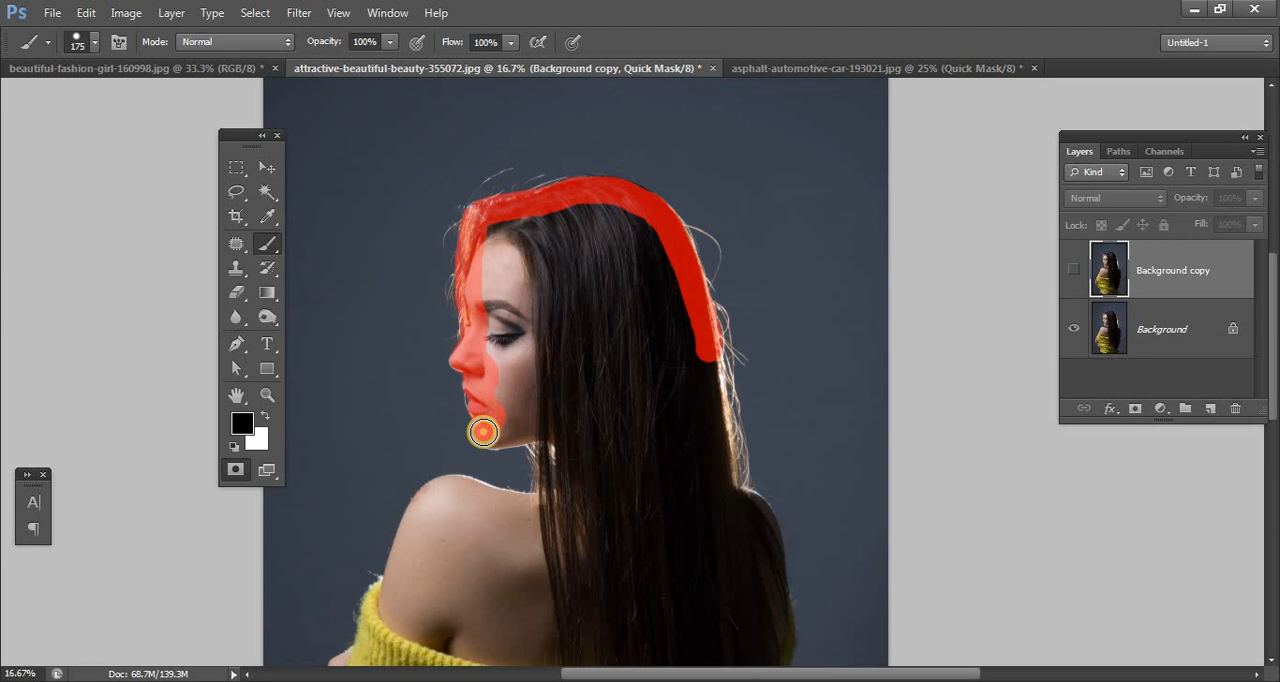 Ps File Edit Image Layer Type Select Filter View Window Help
175 Mode: Normal Opacity: 100% Flow: 100% Untitled-1
beautiful-fashion-girl-160998.jpg @ 33.3% (RGB/8) * × attractive-beautiful-beauty-355072.jpg @ 16.7% (Background copy, Quick Mask/8) * × asphalt-automotive-car-193021.jpg @ 25% (Quick Mask/8) * ×
Layers Paths Channels
Kind
Normal Opacity: 100%
Lock: Fill: 100%
Background copy
Background
fx
T
A
16.67% Doc: 68.7M/139.3M